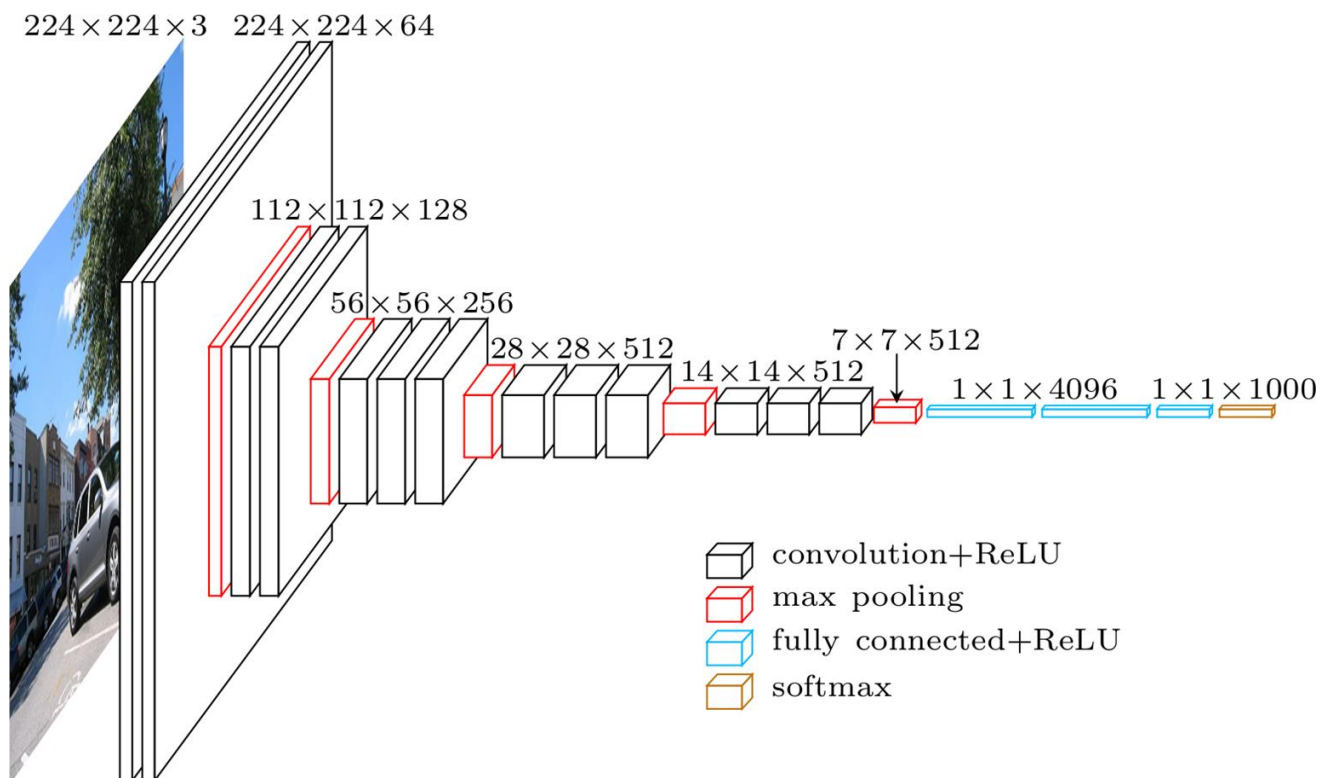 224×224×3
224×224×64
112×112×128
56×56×256
28×28×512
14×14×512
7×7×512
1×1×4096
1×1×1000
convolution+ReLU
max pooling
fully connected+ReLU
softmax